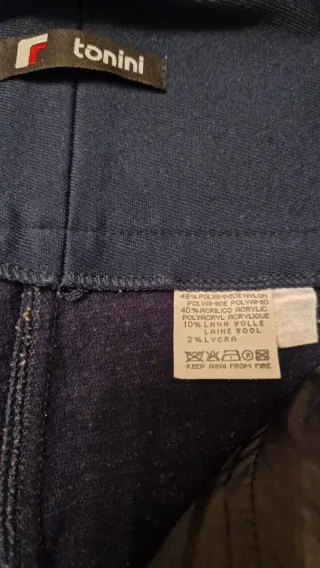 tonini
48% POLIAMMIDE NYLON
POLYAMIDE POLYAMID
40% ACRILICO ACRYLIC
POLYACRYL ACRYLIQUE
10% LANA WOLLE
LAINE WOOL
2% LYCRA
KEEP AWAY FROM FIRE